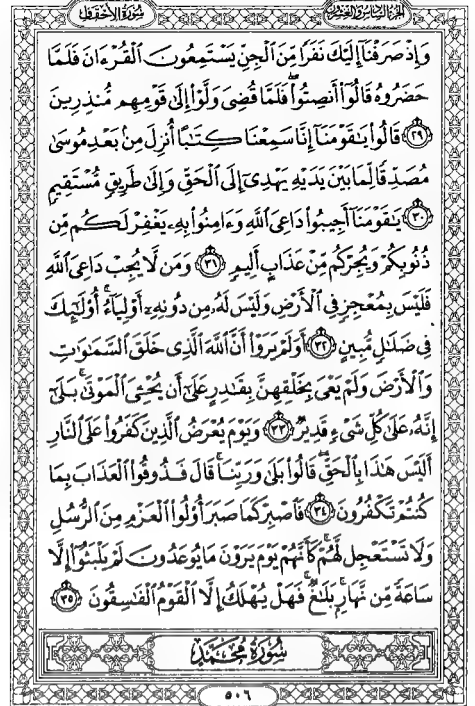 سورة الأحقاف
الجزء السادس والعشرون
وَإِذْ صَرَفْنَآ إِلَيْكَ نَفَرًا مِّنَ ٱلْجِنِّ يَسْتَمِعُونَ ٱلْقُرْءَانَ فَلَمَّا
حَضَرُوهُ قَالُوٓا۟ أَنصِتُوا۟ ۖ فَلَمَّا قُضِىَ وَلَّوْا۟ إِلَىٰ قَوْمِهِم مُّنذِرِينَ
﴿٢٩﴾ قَالُوا۟ يَٰقَوْمَنَآ إِنَّا سَمِعْنَا كِتَٰبًا أُنزِلَ مِنۢ بَعْدِ مُوسَىٰ
مُصَدِّقًا لِّمَا بَيْنَ يَدَيْهِ يَهْدِىٓ إِلَى ٱلْحَقِّ وَإِلَىٰ طَرِيقٍ مُّسْتَقِيمٍ
﴿٣٠﴾ يَٰقَوْمَنَآ أَجِيبُوا۟ دَاعِىَ ٱللَّهِ وَءَامِنُوا۟ بِهِۦ يَغْفِرْ لَكُم مِّن
ذُنُوبِكُمْ وَيُجِرْكُم مِّنْ عَذَابٍ أَلِيمٍ ﴿٣١﴾ وَمَن لَّا يُجِبْ دَاعِىَ ٱللَّهِ
فَلَيْسَ بِمُعْجِزٍ فِى ٱلْأَرْضِ وَلَيْسَ لَهُۥ مِن دُونِهِۦٓ أَوْلِيَآءُ ۚ أُو۟لَٰٓئِكَ
فِى ضَلَٰلٍ مُّبِينٍ ﴿٣٢﴾ أَوَلَمْ يَرَوْا۟ أَنَّ ٱللَّهَ ٱلَّذِى خَلَقَ ٱلسَّمَٰوَٰتِ
وَٱلْأَرْضَ وَلَمْ يَعْىَ بِخَلْقِهِنَّ بِقَٰدِرٍ عَلَىٰٓ أَن يُحْۦِىَ ٱلْمَوْتَىٰ ۚ بَلَىٰٓ
إِنَّهُۥ عَلَىٰ كُلِّ شَىْءٍ قَدِيرٌ ﴿٣٣﴾ وَيَوْمَ يُعْرَضُ ٱلَّذِينَ كَفَرُوا۟ عَلَى ٱلنَّارِ
أَلَيْسَ هَٰذَا بِٱلْحَقِّ ۖ قَالُوا۟ بَلَىٰ وَرَبِّنَا ۚ قَالَ فَذُوقُوا۟ ٱلْعَذَابَ بِمَا
كُنتُمْ تَكْفُرُونَ ﴿٣٤﴾ فَٱصْبِرْ كَمَا صَبَرَ أُو۟لُوا۟ ٱلْعَزْمِ مِنَ ٱلرُّسُلِ
وَلَا تَسْتَعْجِل لَّهُمْ ۚ كَأَنَّهُمْ يَوْمَ يَرَوْنَ مَا يُوعَدُونَ لَمْ يَلْبَثُوٓا۟ إِلَّا
سَاعَةً مِّن نَّهَارٍۭ ۚ بَلَٰغٌ ۚ فَهَلْ يُهْلَكُ إِلَّا ٱلْقَوْمُ ٱلْفَٰسِقُونَ ﴿٣٥﴾
سُورَةُ مُحَمَّدٍ
٥٠٦